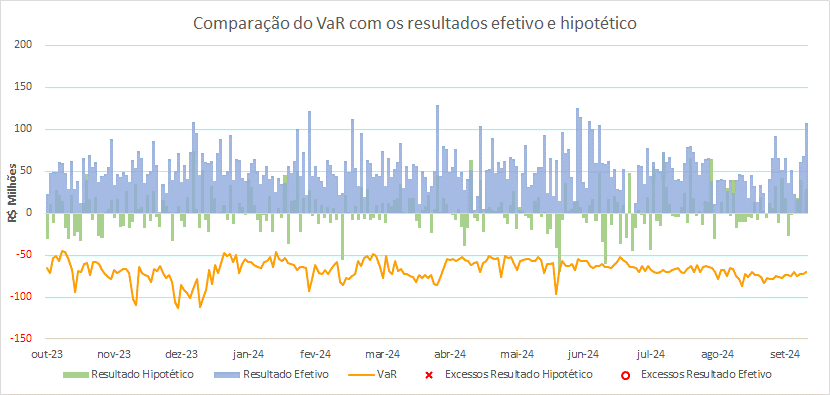 Comparação do VaR com os resultados efetivo e hipotético
R$ Milhões
200
150
100
50
0
-50
-100
-150
out-23 nov-23 dez-23 jan-24 fev-24 mar-24 abr-24 mai-24 jun-24 jul-24 ago-24 set-24
Resultado Hipotético Resultado Efetivo VaR Excessos Resultado Hipotético Excessos Resultado Efetivo